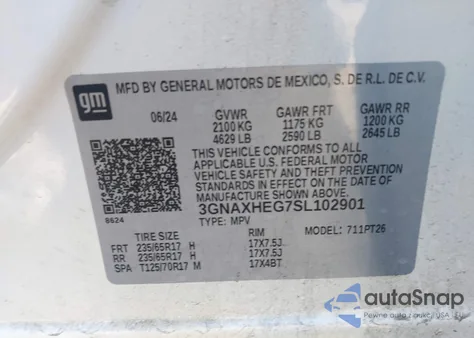 gm
MFD BY GENERAL MOTORS DE MEXICO, S. DE R.L. DE C.V.
06/24 GVWR GAWR FRT GAWR RR
2100 KG 1175 KG 1200 KG
4629 LB 2590 LB 2645 LB
THIS VEHICLE CONFORMS TO ALL
APPLICABLE U.S. FEDERAL MOTOR
VEHICLE SAFETY AND THEFT PREVENTION
STANDARDS IN EFFECT ON THE DATE OF
MANUFACTURE SHOWN ABOVE.
3GNAXHEG7SL102901
8624 TYPE: MPV
TIRE SIZE RIM MODEL: 711PT26
FRT 235/65R17 H 17X7.5J
RR 235/65R17 H 17X7.5J
SPA T125/70R17 M 17X4BT
autoSnap
Auto pewne z